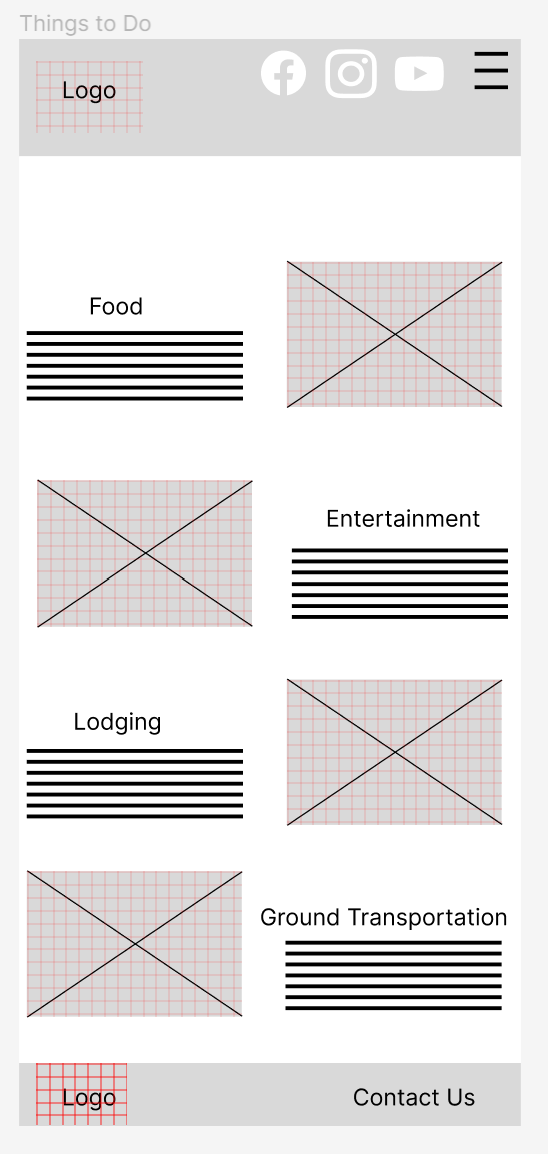 Things to Do
Logo
Food
Entertainment
Lodging
Ground Transportation
Logo
Contact Us